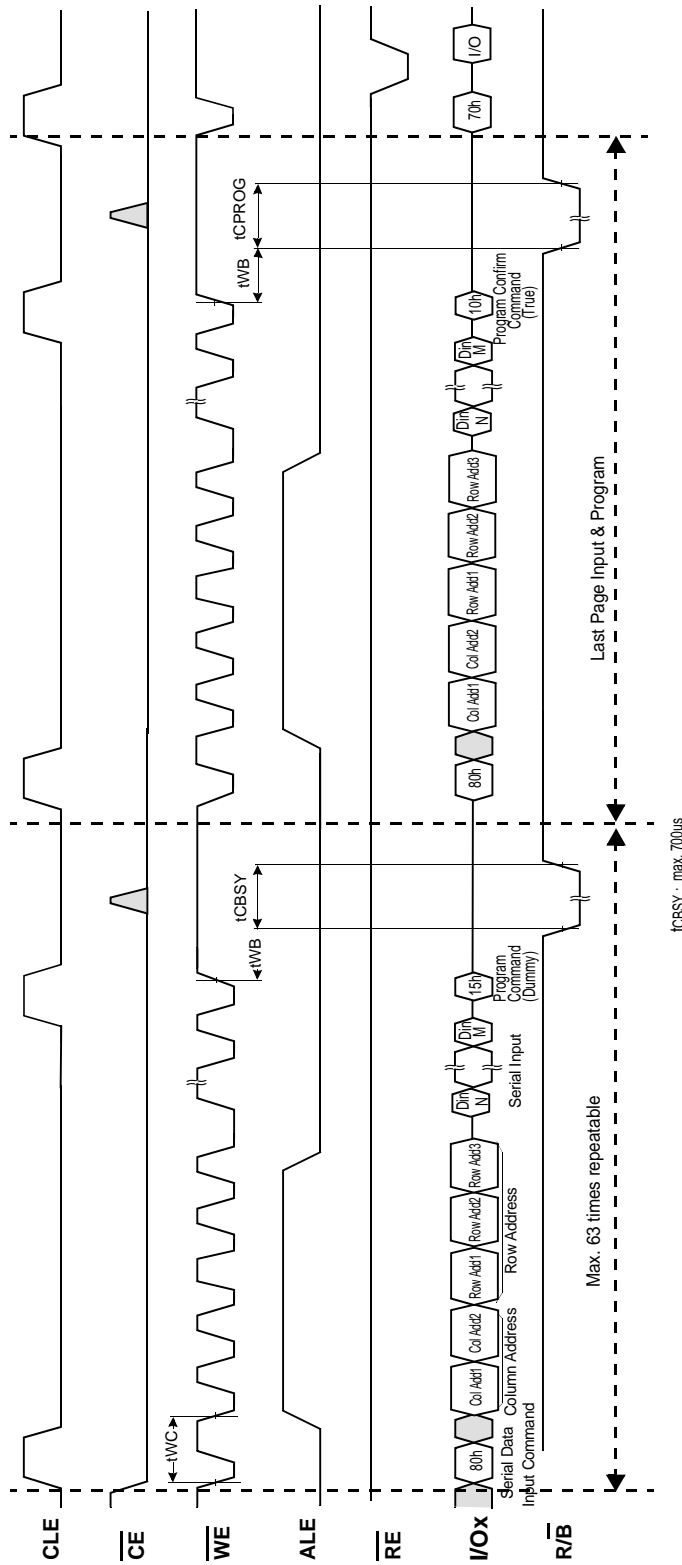 CLE
CE
WE
ALE
RE
I/Ox
R/B
tWC
tWB
tCBSY
tWB
tCPROG
80h
Col Add1
Col Add2
Row Add1
Row Add2
Row Add3
Din
N
Din
M
15h
80h
Col Add1
Col Add2
Row Add1
Row Add2
Row Add3
Din
N
Din
M
10h
70h
I/O
Serial Data
Input Command
Column Address
Row Address
Serial Input
Program
Command
(Dummy)
Program Confirm
Command
(True)
Max. 63 times repeatable
Last Page Input & Program
tCBSY : max. 700us